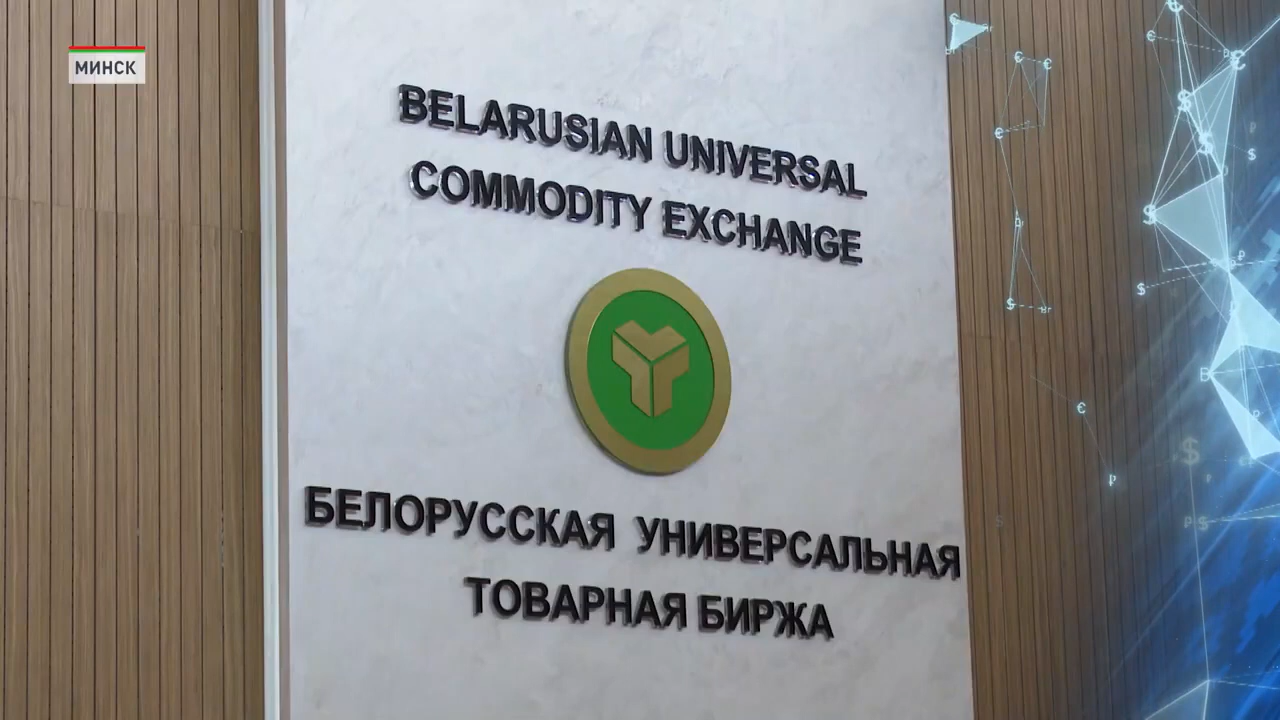 МИНСК
BELARUSIAN UNIVERSAL
COMMODITY EXCHANGE
БЕЛОРУССКАЯ УНИВЕРСАЛЬНАЯ
ТОВАРНАЯ БИРЖА